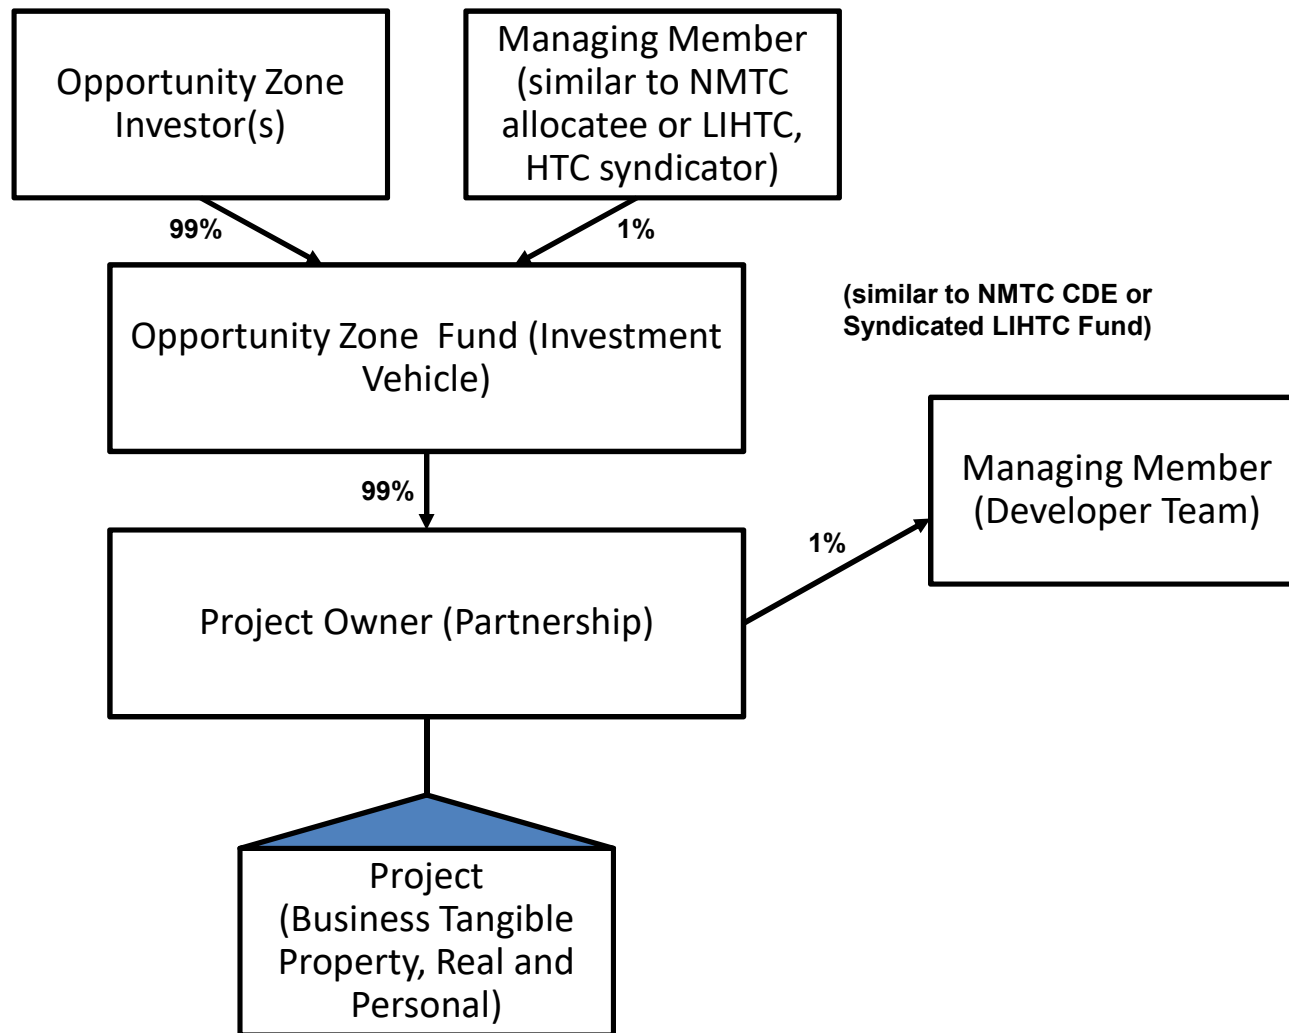 Opportunity Zone
Investor(s)
Managing Member
(similar to NMTC
allocatee or LIHTC,
HTC syndicator)
99%
1%
Opportunity Zone  Fund (Investment
Vehicle)
(similar to NMTC CDE or
Syndicated LIHTC Fund)
99%
Managing Member
(Developer Team)
1%
Project Owner (Partnership)
Project
(Business Tangible
Property, Real and
Personal)